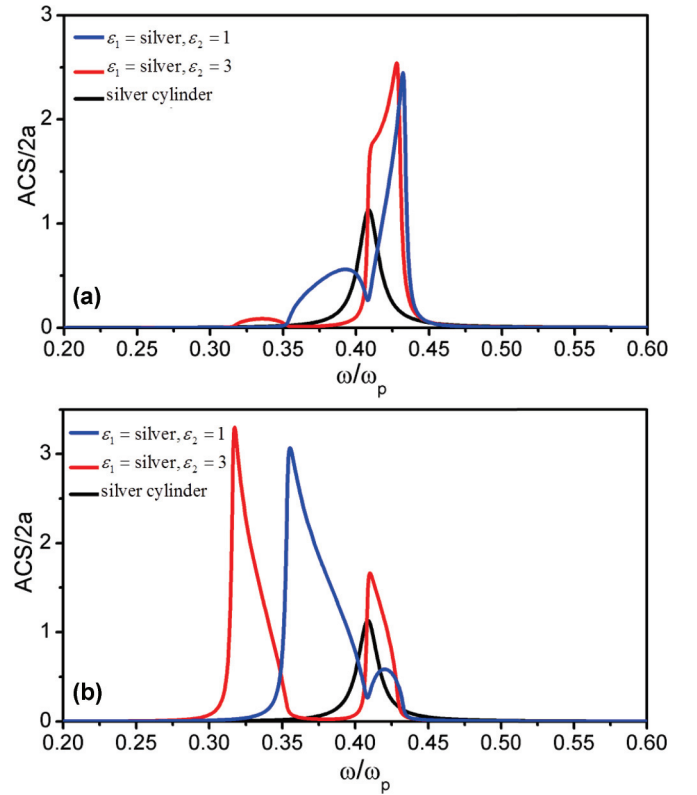 ε₁ = silver, ε₂ = 1
ε₁ = silver, ε₂ = 3
silver cylinder
ACS/2a
3
2
1
0
(a)
0.20 0.25 0.30 0.35 0.40 0.45 0.50 0.55 0.60
ω/ωₚ
ε₁ = silver, ε₂ = 1
ε₁ = silver, ε₂ = 3
silver cylinder
ACS/2a
3
2
1
0
(b)
0.20 0.25 0.30 0.35 0.40 0.45 0.50 0.55 0.60
ω/ωₚ